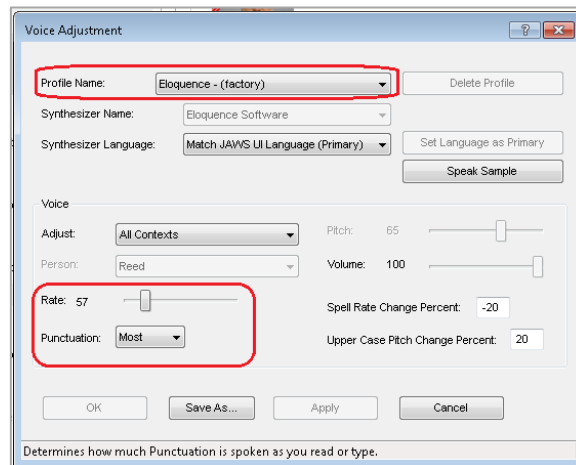 Voice Adjustment
Profile Name: Eloquence - (factory) Delete Profile
Synthesizer Name: Eloquence Software
Synthesizer Language: Match JAWS UI Language (Primary) Set Language as Primary
Speak Sample
Voice
Adjust: All Contexts Pitch: 65
Person: Reed Volume: 100
Rate: 57 Spell Rate Change Percent: -20
Punctuation: Most Upper Case Pitch Change Percent: 20
OK Save As... Apply Cancel
Determines how much Punctuation is spoken as you read or type.